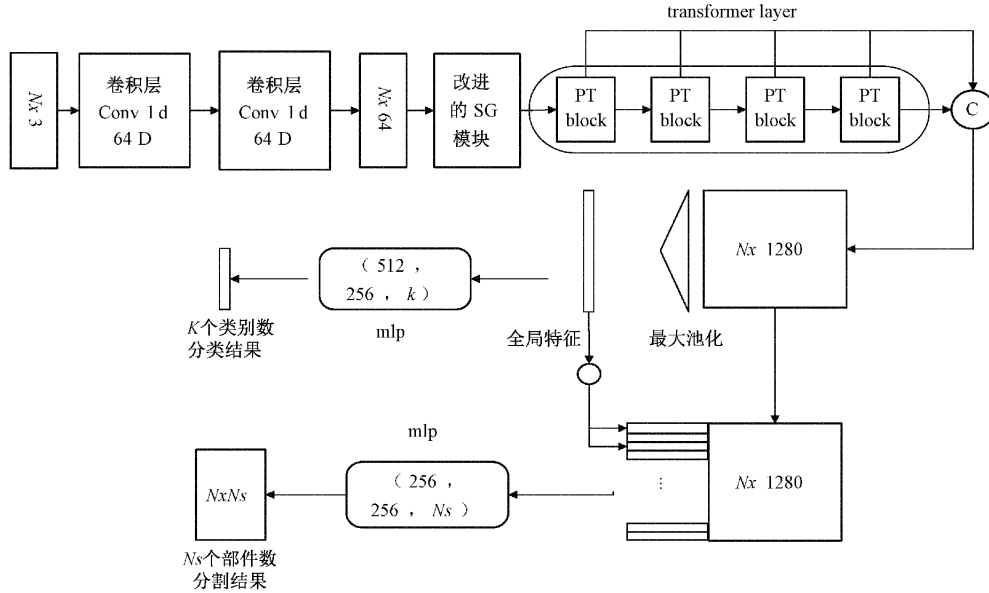 transformer layer
Nx 3
卷积层
Conv 1d
64 D
卷积层
Conv 1d
64 D
Nx 64
改进
的 SG
模块
PT
block
PT
block
PT
block
PT
block
C
Nx 1280
（ 512 ，
256 ， k ）
mlp
K个类别数
分类结果
全局特征
最大池化
mlp
（ 256 ，
256 ， Ns ）
NxNs
Ns个部件数
分割结果
⋮
Nx 1280